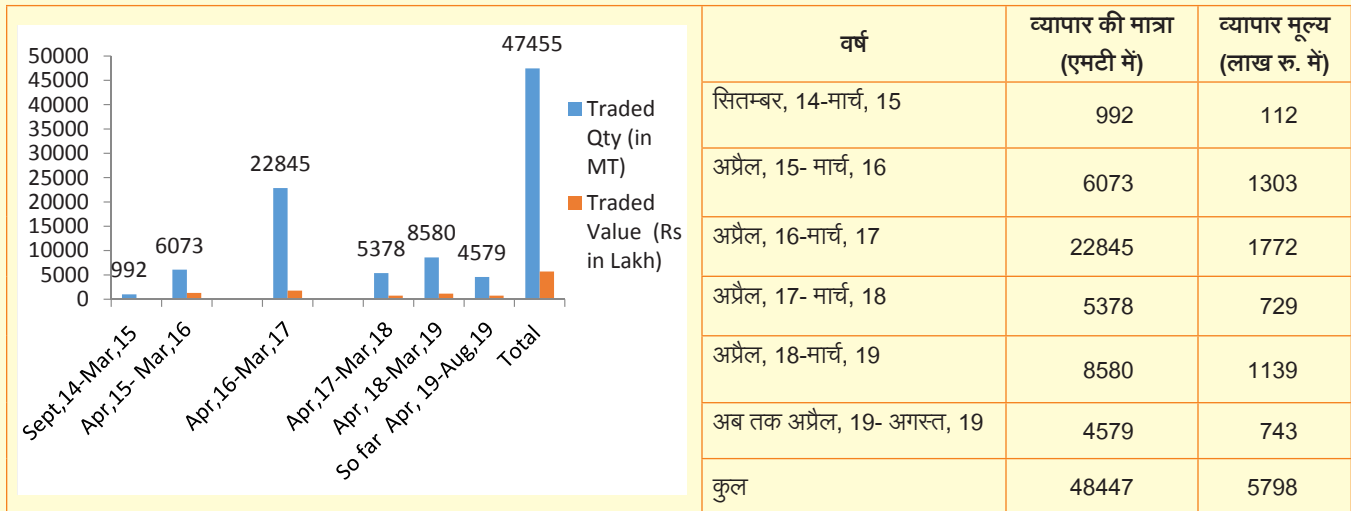 50000
45000
40000
35000
30000
25000
20000
15000
10000
5000
0
992
6073
22845
5378
8580
4579
47455
Sept,14-Mar,15
Apr,15- Mar,16
Apr,16-Mar,17
Apr,17-Mar,18
Apr, 18-Mar,19
So far Apr, 19-Aug,19
Total
Traded
Qty (in
MT)
Traded
Value (Rs
in Lakh)
वर्ष व्यापार की मात्रा (एमटी में) व्यापार मूल्य (लाख रु. में)
सितम्बर, 14-मार्च, 15 992 112
अप्रैल, 15- मार्च, 16 6073 1303
अप्रैल, 16-मार्च, 17 22845 1772
अप्रैल, 17- मार्च, 18 5378 729
अप्रैल, 18-मार्च, 19 8580 1139
अब तक अप्रैल, 19- अगस्त, 19 4579 743
कुल 48447 5798